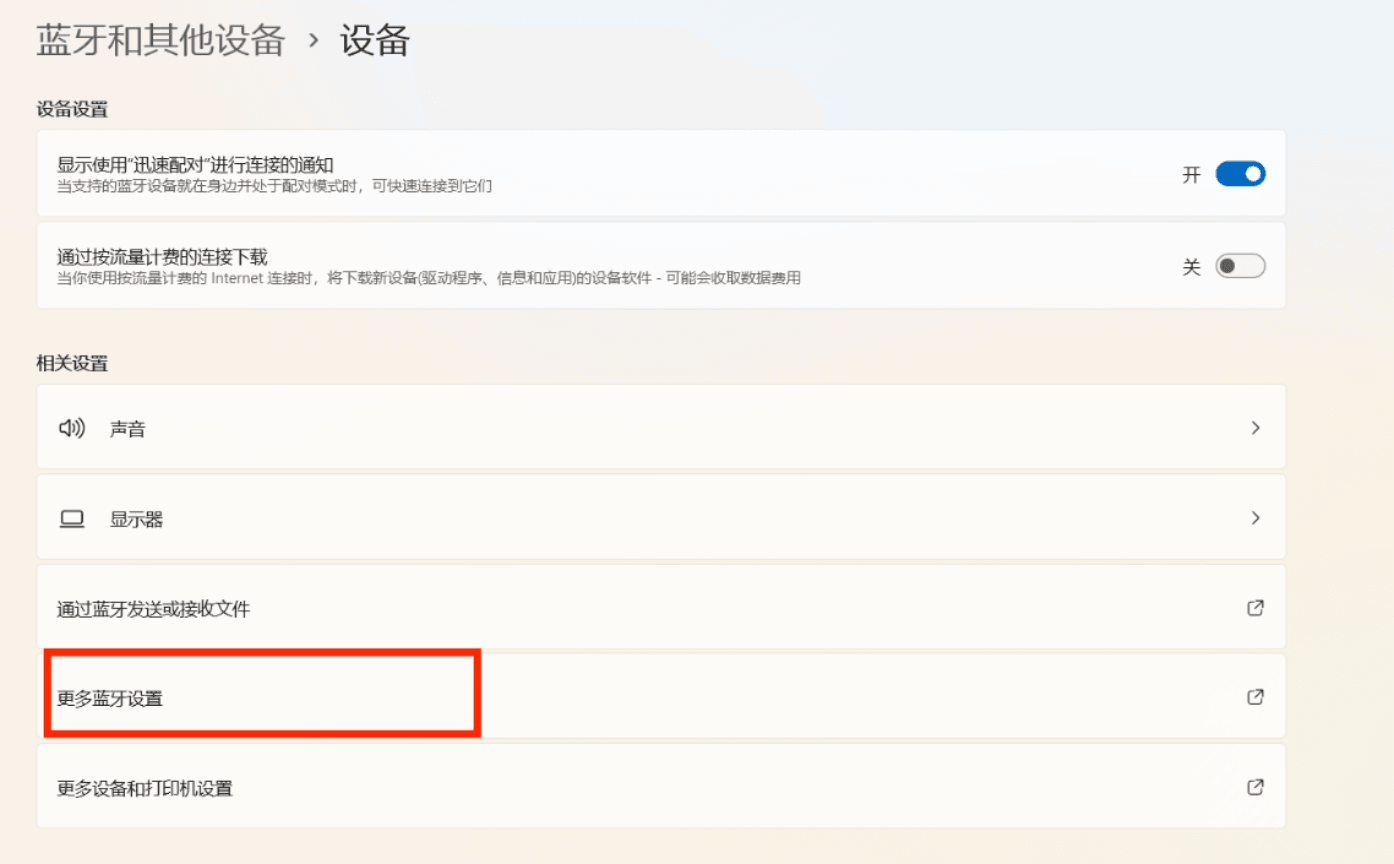 蓝牙和其他设备 › 设备
设备设置
显示使用"迅速配对"进行连接的通知
当支持的蓝牙设备就在身边并处于配对模式时，可快速连接到它们
开
通过按流量计费的连接下载
当你使用按流量计费的 Internet 连接时，将下载新设备(驱动程序、信息和应用)的设备软件 - 可能会收取数据费用
关
相关设置
声音
显示器
通过蓝牙发送或接收文件
更多蓝牙设置
更多设备和打印机设置